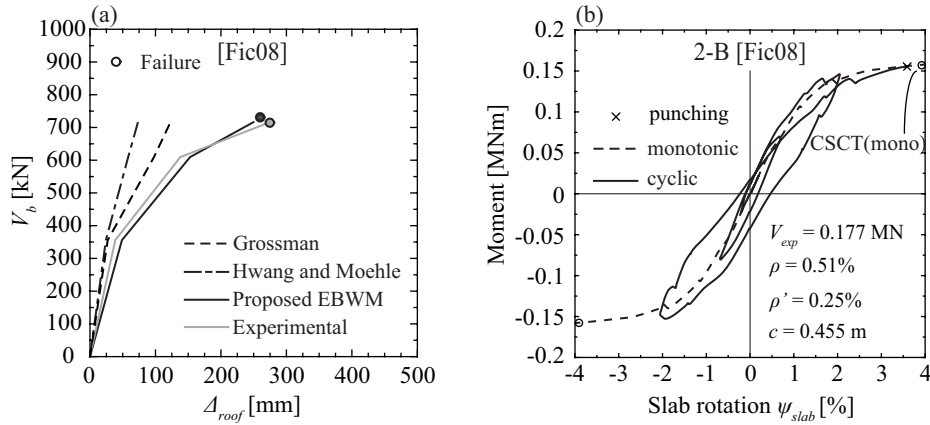 (a)
[Fic08]
Failure
1000
900
800
700
600
500
400
300
200
100
0
V_b [kN]
Grossman
Hwang and Moehle
Proposed EBWM
Experimental
0 100 200 300 400 500
Δ_roof [mm]
(b)
2-B [Fic08]
0.2
0.15
0.1
0.05
0
-0.05
-0.1
-0.15
-0.2
Moment [MNm]
punching
monotonic
cyclic
CSCT(mono)
V_exp = 0.177 MN
ρ = 0.51%
ρ’ = 0.25%
c = 0.455 m
-4 -3 -2 -1 0 1 2 3 4
Slab rotation ψ_slab [%]